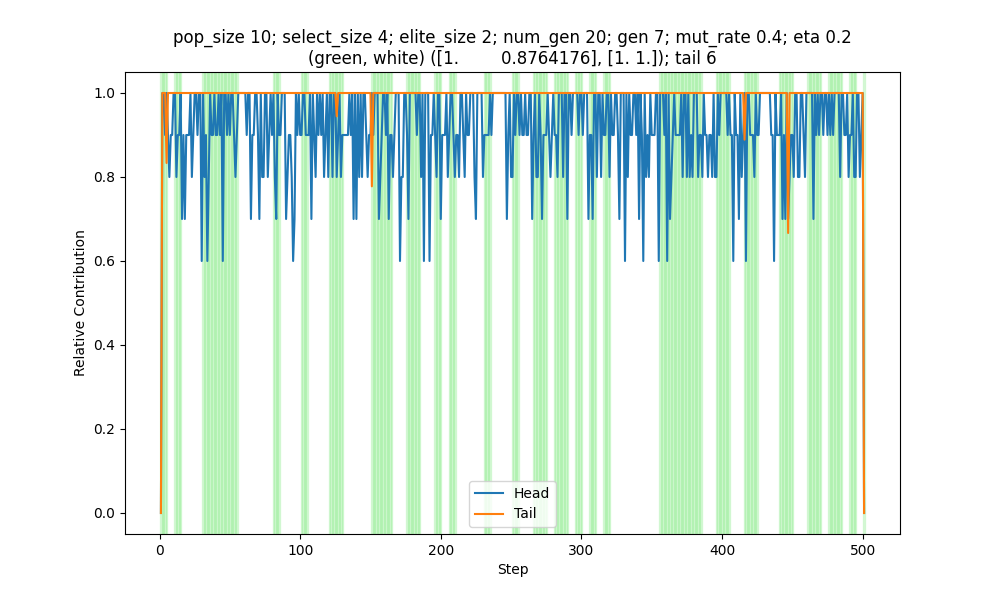 pop_size 10; select_size 4; elite_size 2; num_gen 20; gen 7; mut_rate 0.4; eta 0.2
(green, white) ([1. 0.8764176], [1. 1.]); tail 6
1.0
0.8
0.6
0.4
0.2
0.0
Relative Contribution
Head
Tail
0 100 200 300 400 500
Step